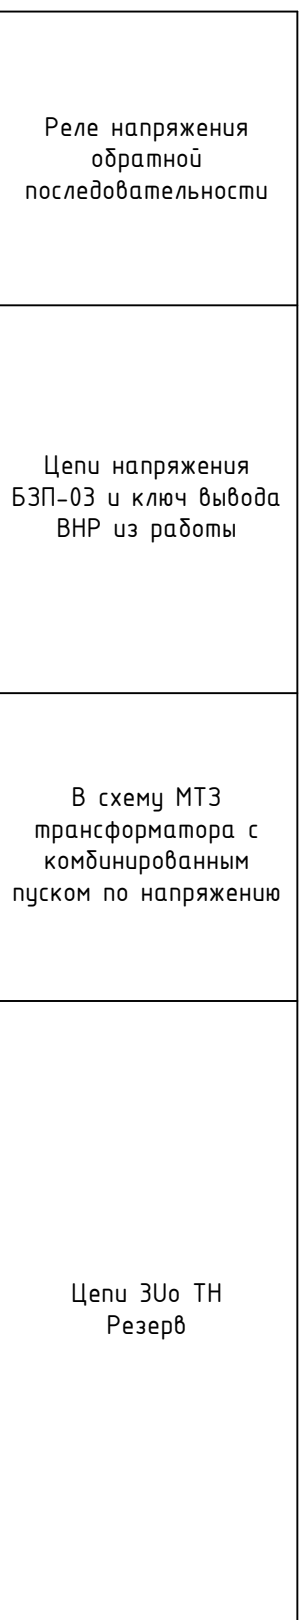 Реле напряжения
обратной
последовательности
Цепи напряжения
БЗП-03 и ключ вывода
ВНР из работы
В схему МТЗ
трансформатора с
комбинированным
пуском по напряжению
Цепи 3Uo ТН
Резерв